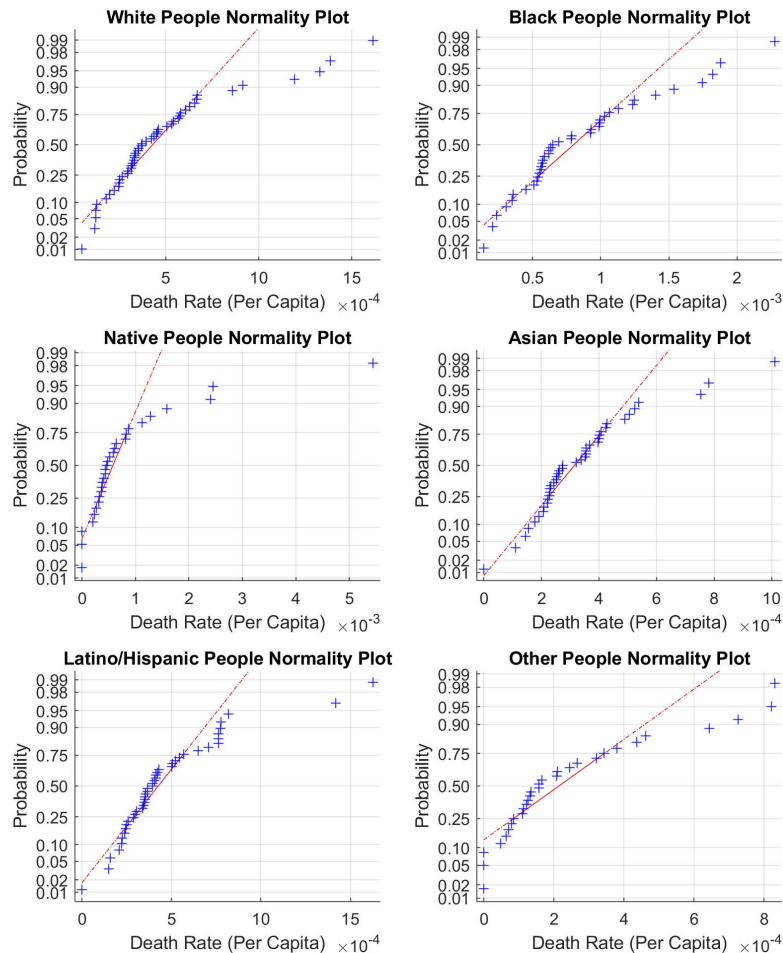 White People Normality Plot
0.99
0.98
0.95
0.90
0.75
0.50
0.25
0.10
0.05
0.02
0.01
Probability
5 10 15
Death Rate (Per Capita) ×10-4
Black People Normality Plot
0.99
0.98
0.95
0.90
0.75
0.50
0.25
0.10
0.05
0.02
0.01
Probability
0.5 1 1.5 2
Death Rate (Per Capita) ×10-3
Native People Normality Plot
0.99
0.98
0.95
0.90
0.75
0.50
0.25
0.10
0.05
0.02
0.01
Probability
0 1 2 3 4 5
Death Rate (Per Capita) ×10-3
Asian People Normality Plot
0.99
0.98
0.95
0.90
0.75
0.50
0.25
0.10
0.05
0.02
0.01
Probability
0 2 4 6 8 10
Death Rate (Per Capita) ×10-4
Latino/Hispanic People Normality Plot
0.99
0.98
0.95
0.90
0.75
0.50
0.25
0.10
0.05
0.02
0.01
Probability
0 5 10 15
Death Rate (Per Capita) ×10-4
Other People Normality Plot
0.99
0.98
0.95
0.90
0.75
0.50
0.25
0.10
0.05
0.02
0.01
Probability
0 2 4 6 8
Death Rate (Per Capita) ×10-4